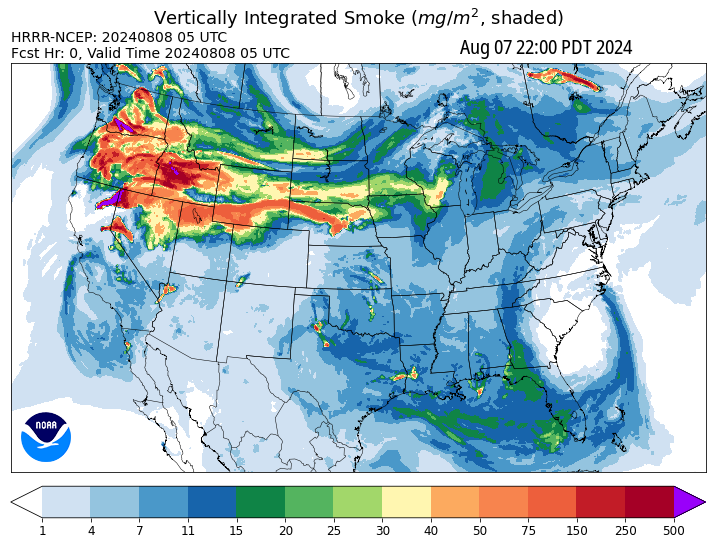 Vertically Integrated Smoke (mg/m², shaded)
HRRR-NCEP: 20240808 05 UTC
Fcst Hr: 0, Valid Time 20240808 05 UTC
Aug 07 22:00 PDT 2024
NOAA
1 4 7 11 15 20 25 30 40 50 75 150 250 500